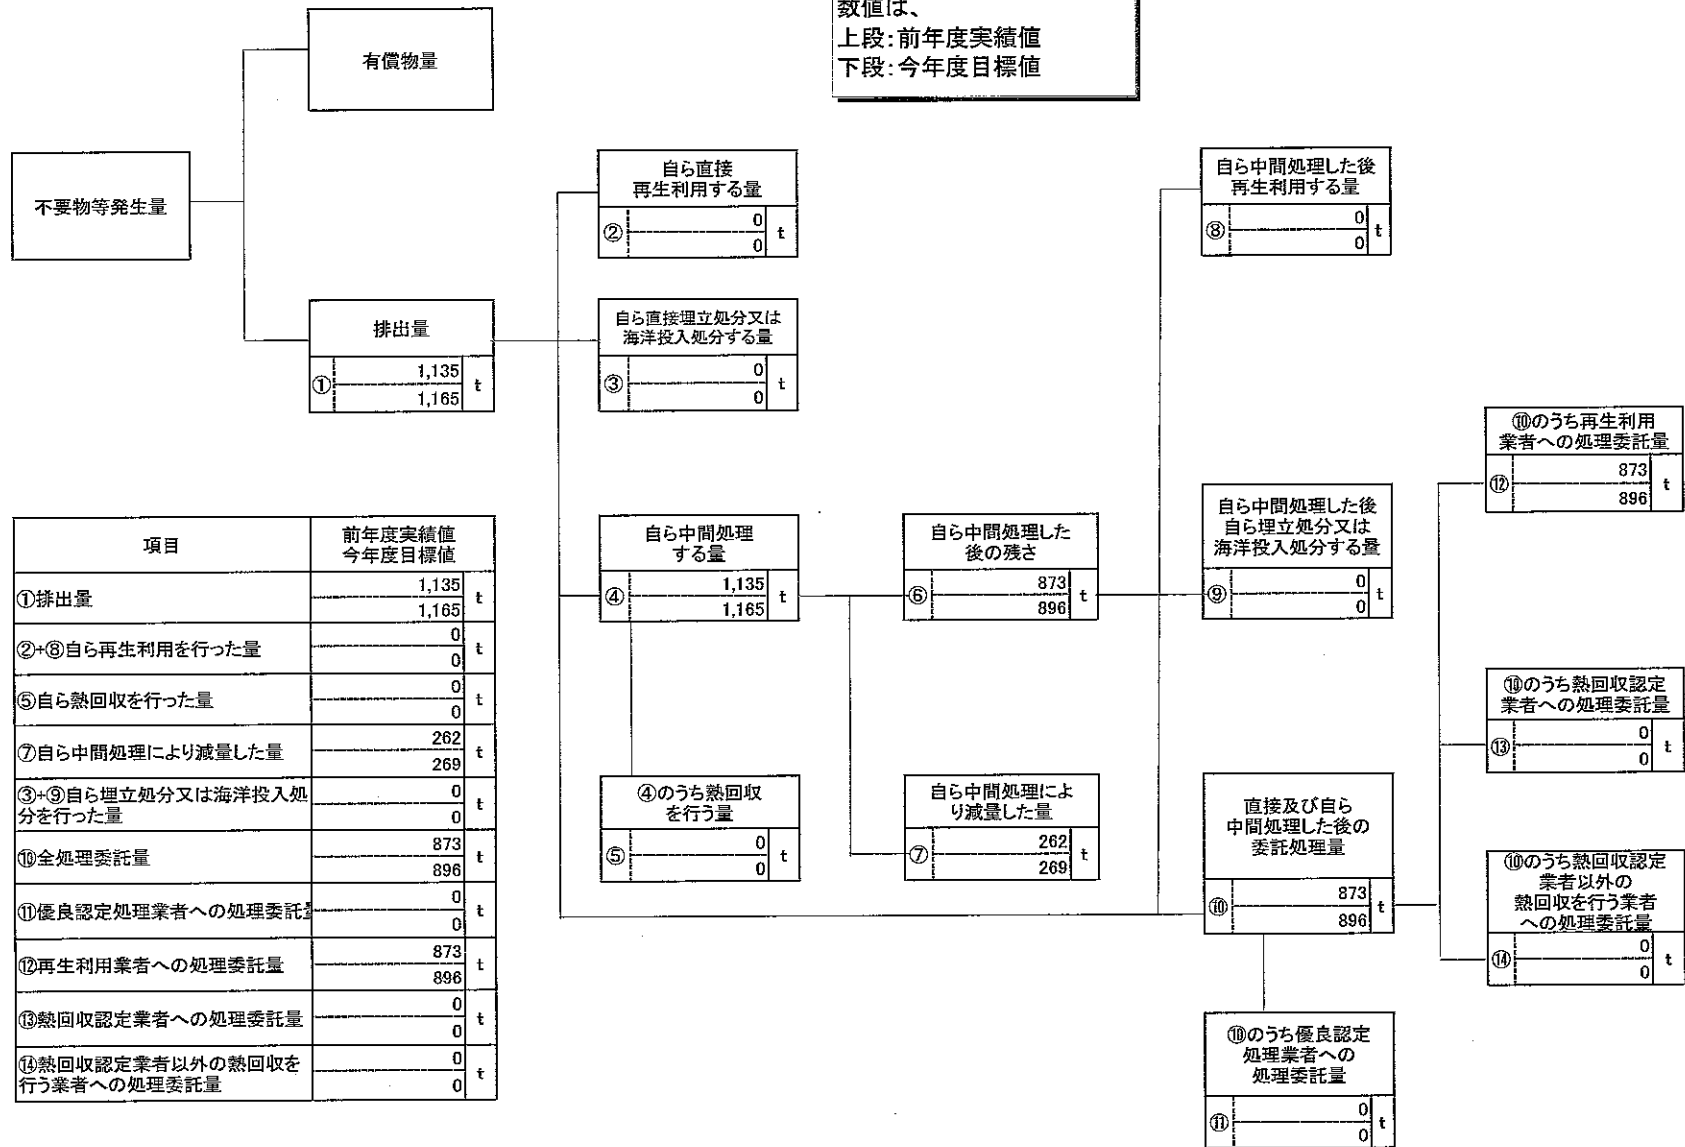 数値は、
上段:前年度実績値
下段:今年度目標値
有償物量
不要物等発生量
排出量
① 1,135 t
1,165
自ら直接
再生利用する量
② 0 t
0
自ら直接埋立処分又は
海洋投入処分する量
③ 0 t
0
自ら中間処理
する量
④ 1,135 t
1,165
④のうち熱回収
を行う量
⑤ 0 t
0
自ら中間処理した
後の残さ
⑥ 873 t
896
自ら中間処理によ
り減量した量
⑦ 262 t
269
自ら中間処理した後
再生利用する量
⑧ 0 t
0
自ら中間処理した後
自ら埋立処分又は
海洋投入処分する量
⑨ 0 t
0
直接及び自ら
中間処理した後の
委託処理量
⑩ 873 t
896
⑩のうち優良認定
処理業者への
処理委託量
⑪ 0 t
0
⑩のうち再生利用
業者への処理委託量
⑫ 873 t
896
⑩のうち熱回収認定
業者への処理委託量
⑬ 0 t
0
⑩のうち熱回収認定
業者以外の
熱回収を行う業者
への処理委託量
⑭ 0 t
0
項目 前年度実績値
今年度目標値
①排出量 1,135 t
1,165
②+⑧自ら再生利用を行った量 0 t
0
⑤自ら熱回収を行った量 0 t
0
⑦自ら中間処理により減量した量 262 t
269
③+⑨自ら埋立処分又は海洋投入処 0 t
分を行った量 0
⑩全処理委託量 873 t
896
⑪優良認定処理業者への処理委託 0 t
0
⑫再生利用業者への処理委託量 873 t
896
⑬熱回収認定業者への処理委託量 0 t
0
⑭熱回収認定業者以外の熱回収を 0 t
行う業者への処理委託量 0